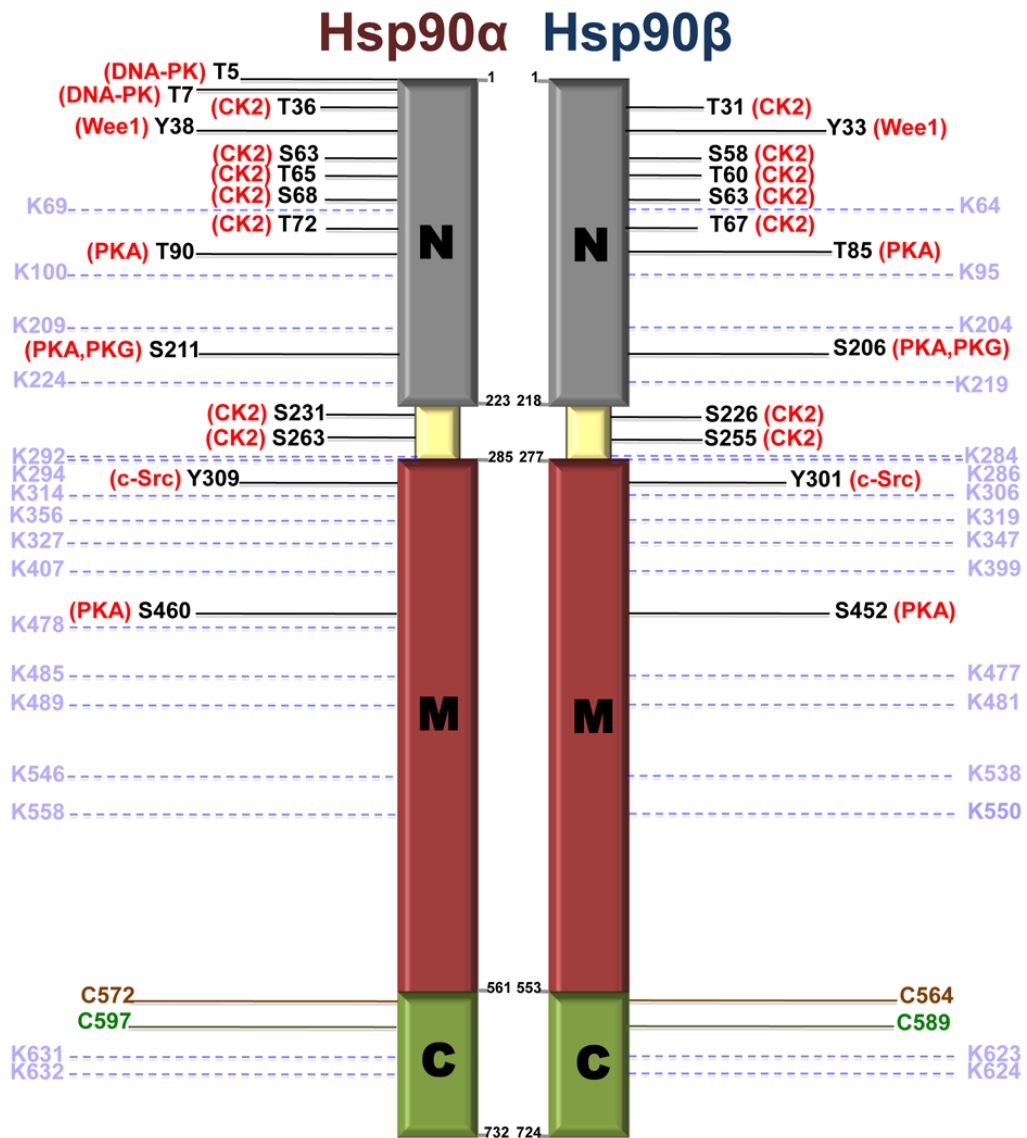 Hsp90α Hsp90β
(DNA-PK) T5 1 1
(DNA-PK) T7
(CK2) T36 T31 (CK2)
(Wee1) Y38 Y33 (Wee1)
(CK2) S63 S58 (CK2)
(CK2) T65 T60 (CK2)
(CK2) S68 S63 (CK2)
K69 K64
(CK2) T72 T67 (CK2)
N N
(PKA) T90 T85 (PKA)
K100 K95
K209 K204
(PKA,PKG) S211 S206 (PKA,PKG)
K224 K219
223 218
(CK2) S231 S226 (CK2)
(CK2) S263 S255 (CK2)
K292 285 277 K284
K294 K286
(c-Src) Y309 Y301 (c-Src)
K314 K306
K356 K319
K327 K347
K407 K399
(PKA) S460 S452 (PKA)
K478
K485 K477
K489 K481
M M
K546 K538
K558 K550
561 553
C572 C564
C597 C589
K631 K623
C C
K632 K624
732 724